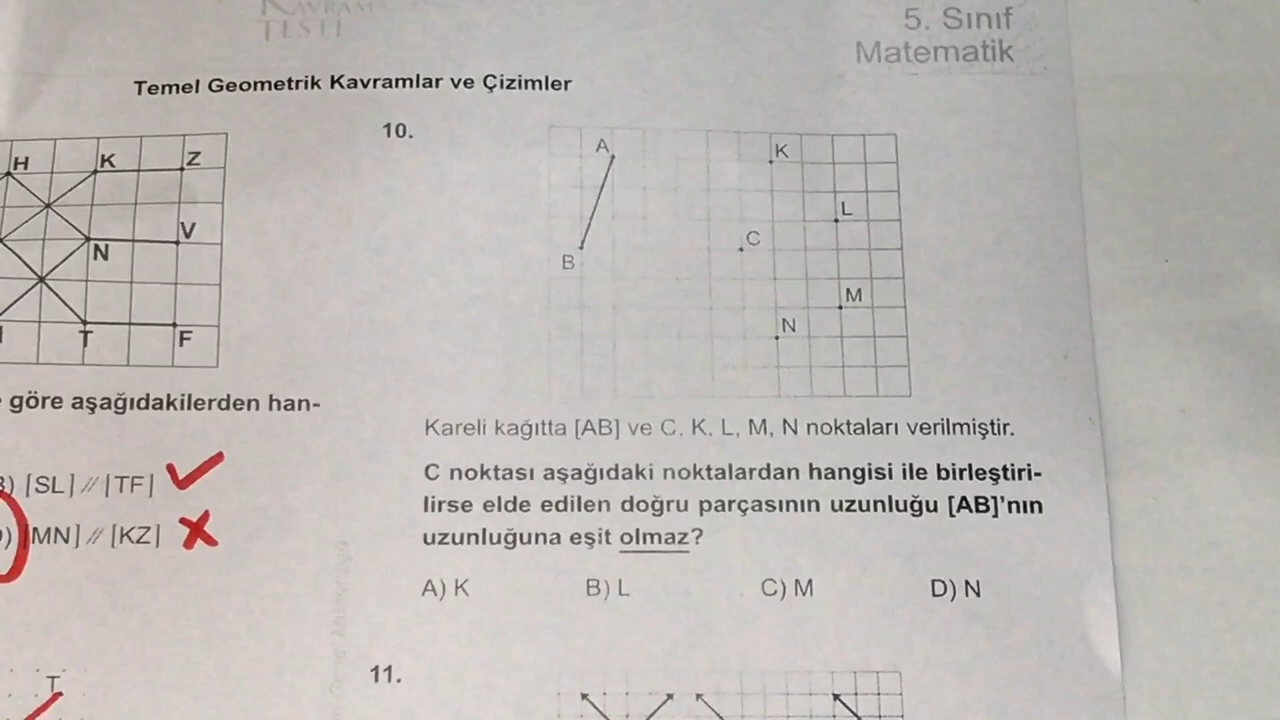 TESTİ
5. Sınıf
Matematik
Temel Geometrik Kavramlar ve Çizimler
H K Z
V
N
T F
göre aşağıdakilerden han-
[SL] // [TF]
[MN] // [KZ]
T
10.
A K
L
C
B
M
N
Kareli kağıtta [AB] ve C, K, L, M, N noktaları verilmiştir.
C noktası aşağıdaki noktalardan hangisi ile birleştiri-
lirse elde edilen doğru parçasının uzunluğu [AB]'nın
uzunluğuna eşit olmaz?
A) K B) L C) M D) N
11.